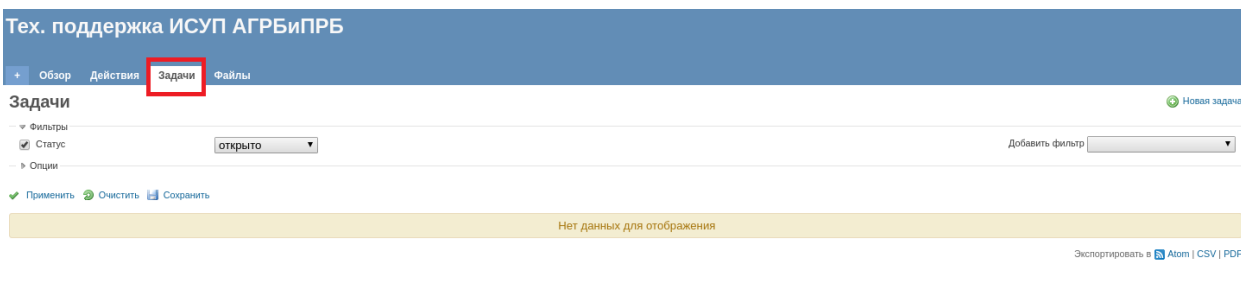 Тех. поддержка ИСУП АГРБиПРБ
+ Обзор Действия Задачи Файлы
Задачи
Новая задача
Фильтры
Статус открыто Добавить фильтр
Опции
Применить Очистить Сохранить
Нет данных для отображения
Экспортировать в Atom | CSV | PDF